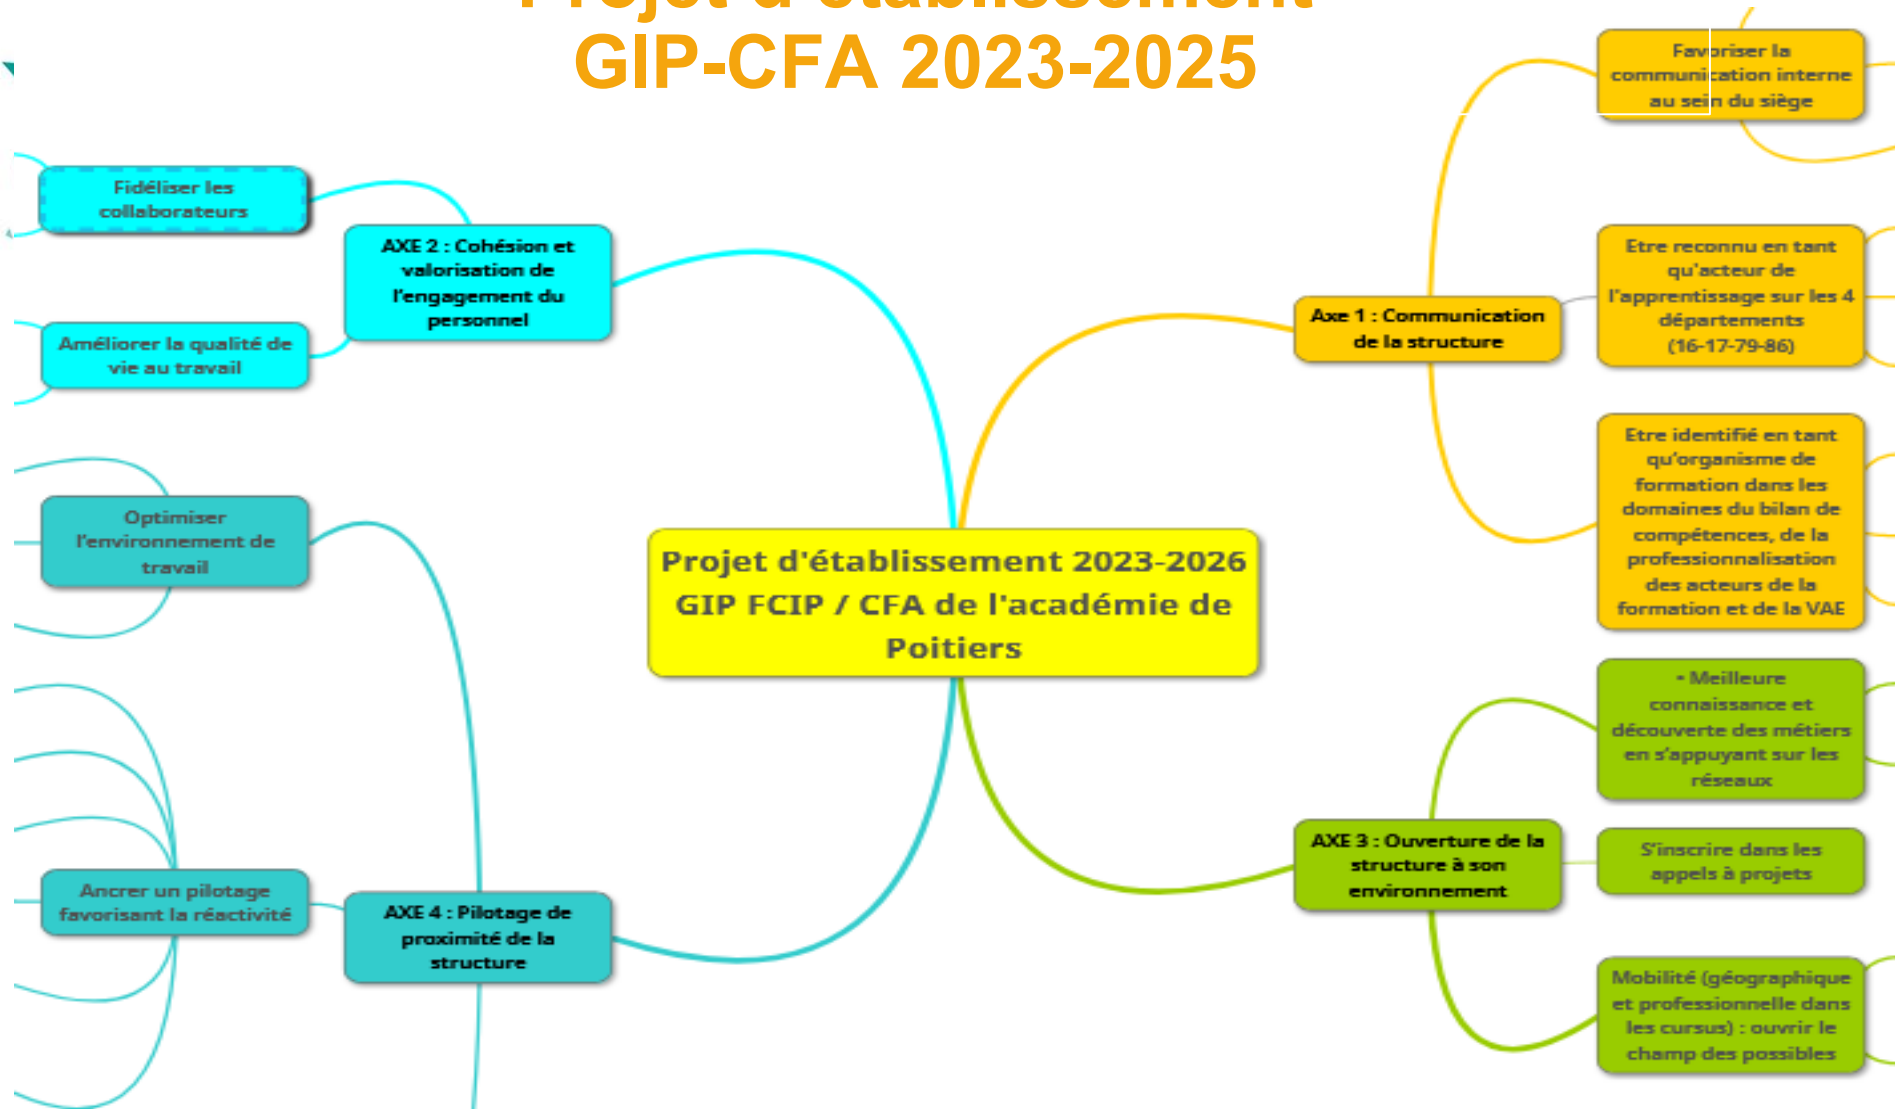 Projet d'établissement
GIP-CFA 2023-2025
Fidéliser les
collaborateurs
AXE 2 : Cohésion et
valorisation de
l'engagement du
personnel
Améliorer la qualité de
vie au travail
Optimiser
l'environnement de
travail
Ancrer un pilotage
favorisant la réactivité
AXE 4 : Pilotage de
proximité de la
structure
Projet d'établissement 2023-2026
GIP FCIP / CFA de l'académie de
Poitiers
Favoriser la
communication interne
au sein du siège
Axe 1 : Communication
de la structure
Etre reconnu en tant
qu'acteur de
l'apprentissage sur les 4
départements
(16-17-79-86)
Etre identifié en tant
qu'organisme de
formation dans les
domaines du bilan de
compétences, de la
professionnalisation
des acteurs de la
formation et de la VAE
• Meilleure
connaissance et
découverte des métiers
en s'appuyant sur les
réseaux
AXE 3 : Ouverture de la
structure à son
environnement
S'inscrire dans les
appels à projets
Mobilité (géographique
et professionnelle dans
les cursus) : ouvrir le
champ des possibles